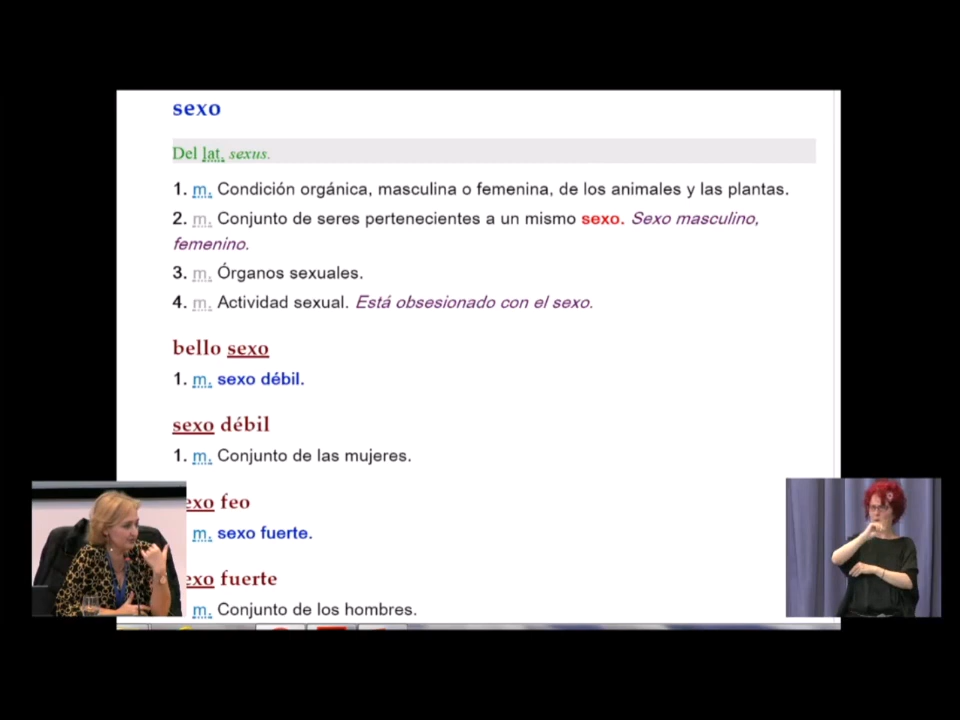 sexo
Del lat. sexus.
1. m. Condición orgánica, masculina o femenina, de los animales y las plantas.
2. m. Conjunto de seres pertenecientes a un mismo sexo. Sexo masculino,
femenino.
3. m. Órganos sexuales.
4. m. Actividad sexual. Está obsesionado con el sexo.
bello sexo
1. m. sexo débil.
sexo débil
1. m. Conjunto de las mujeres.
exo feo
m. sexo fuerte.
exo fuerte
m. Conjunto de los hombres.